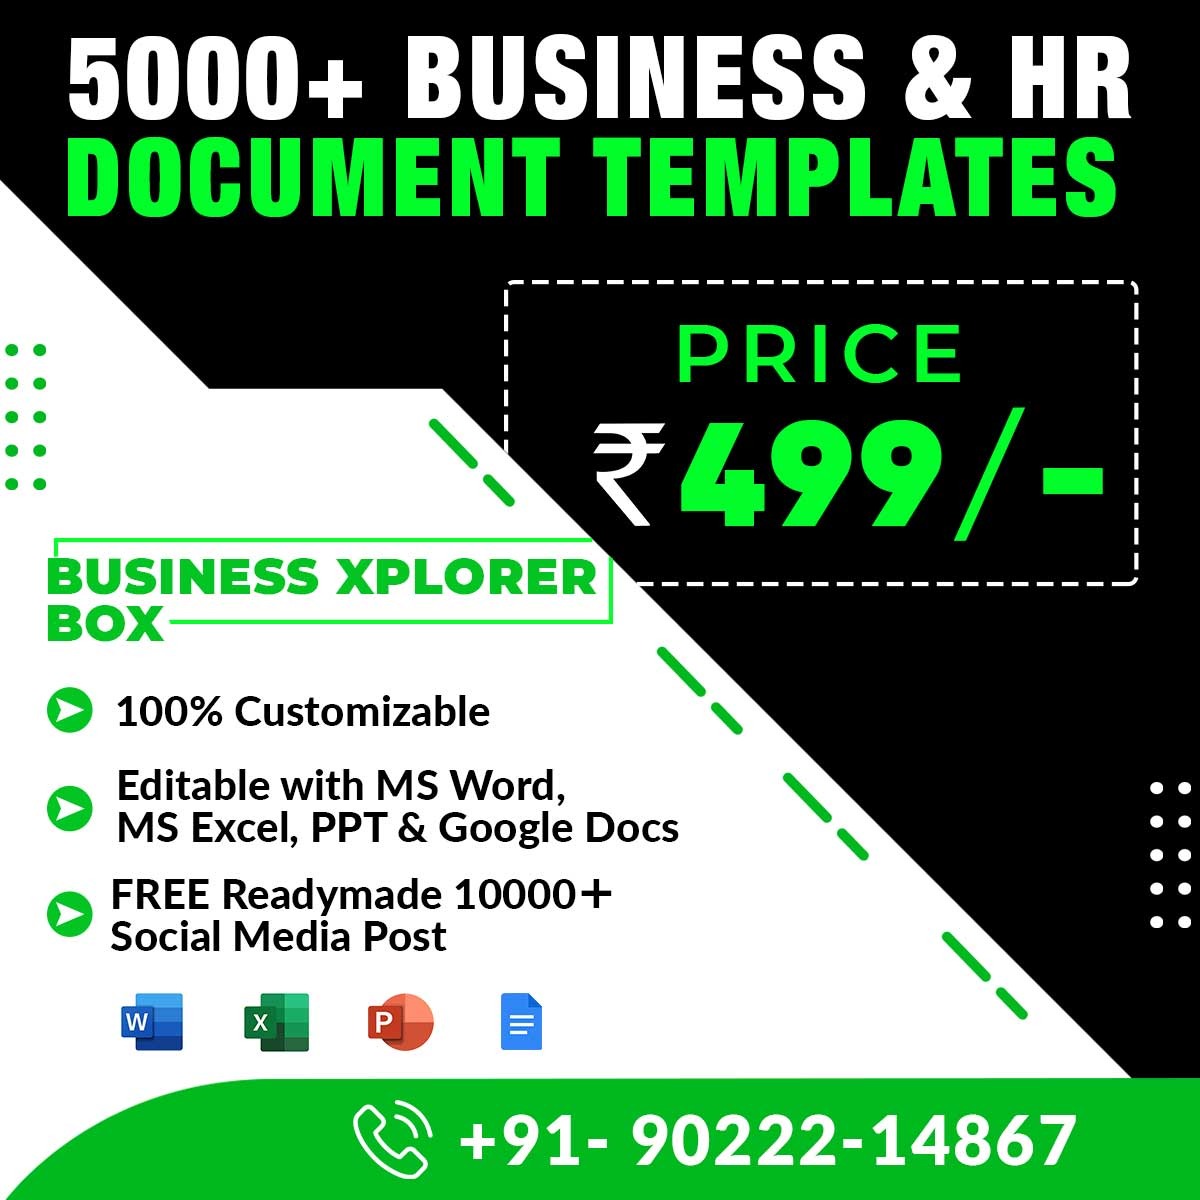 5000+ BUSINESS & HR
DOCUMENT TEMPLATES
PRICE
₹499/-
BUSINESS XPLORER
BOX
100% Customizable
Editable with MS Word,
MS Excel, PPT & Google Docs
FREE Readymade 10000+
Social Media Post
W X P
+91- 90222-14867